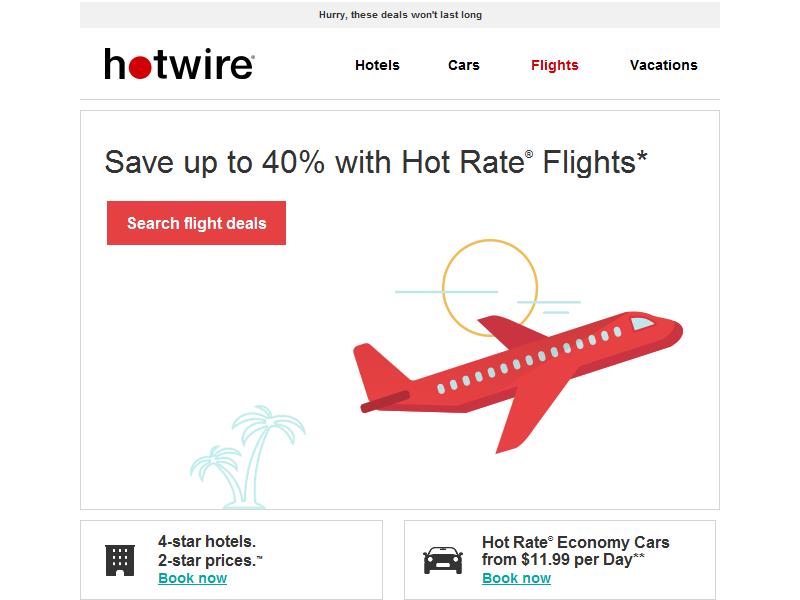 Hurry, these deals won't last long
hotwire®
Hotels Cars Flights Vacations
Save up to 40% with Hot Rate® Flights*
Search flight deals
4-star hotels.
2-star prices.™
Book now
Hot Rate® Economy Cars
from $11.99 per Day**
Book now